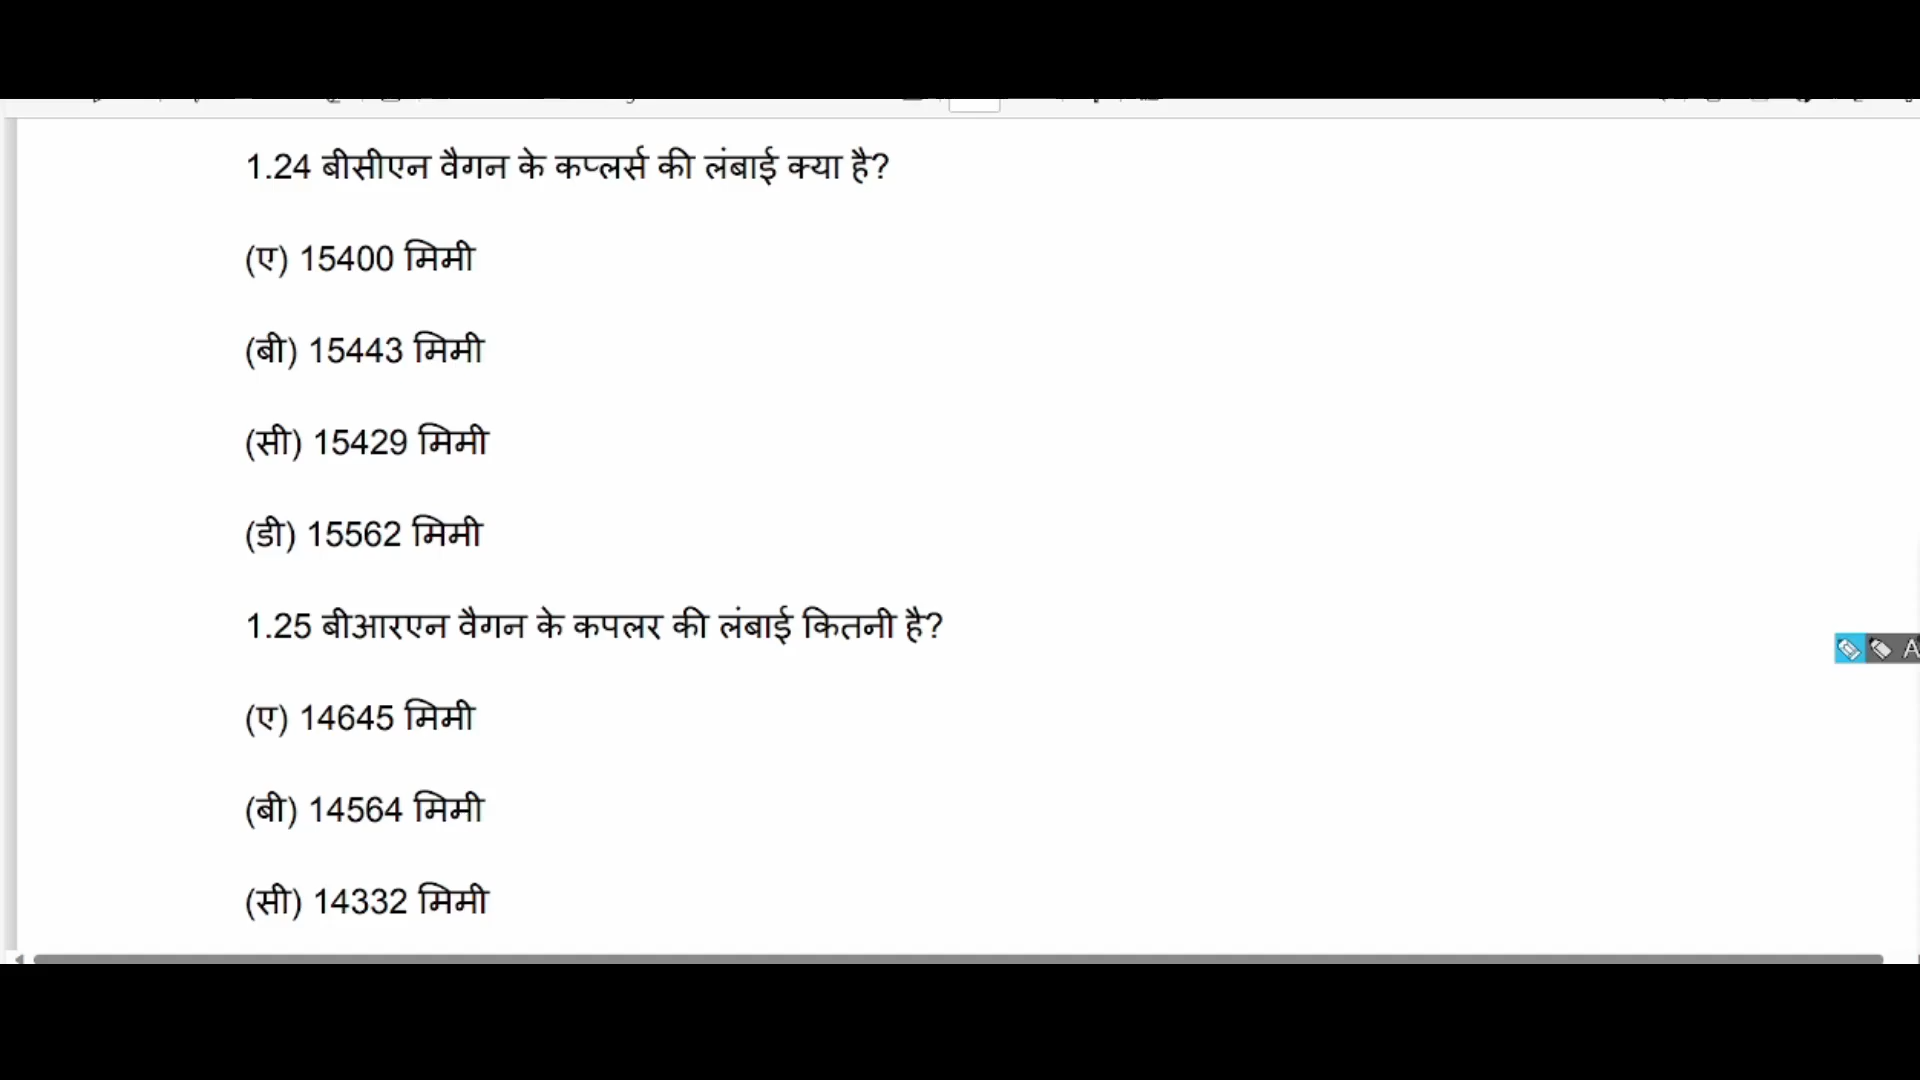 1.24 बीसीएन वैगन के कप्लर्स की लंबाई क्या है?
(ए) 15400 मिमी
(बी) 15443 मिमी
(सी) 15429 मिमी
(डी) 15562 मिमी
1.25 बीआरएन वैगन के कपलर की लंबाई कितनी है?
(ए) 14645 मिमी
(बी) 14564 मिमी
(सी) 14332 मिमी
A